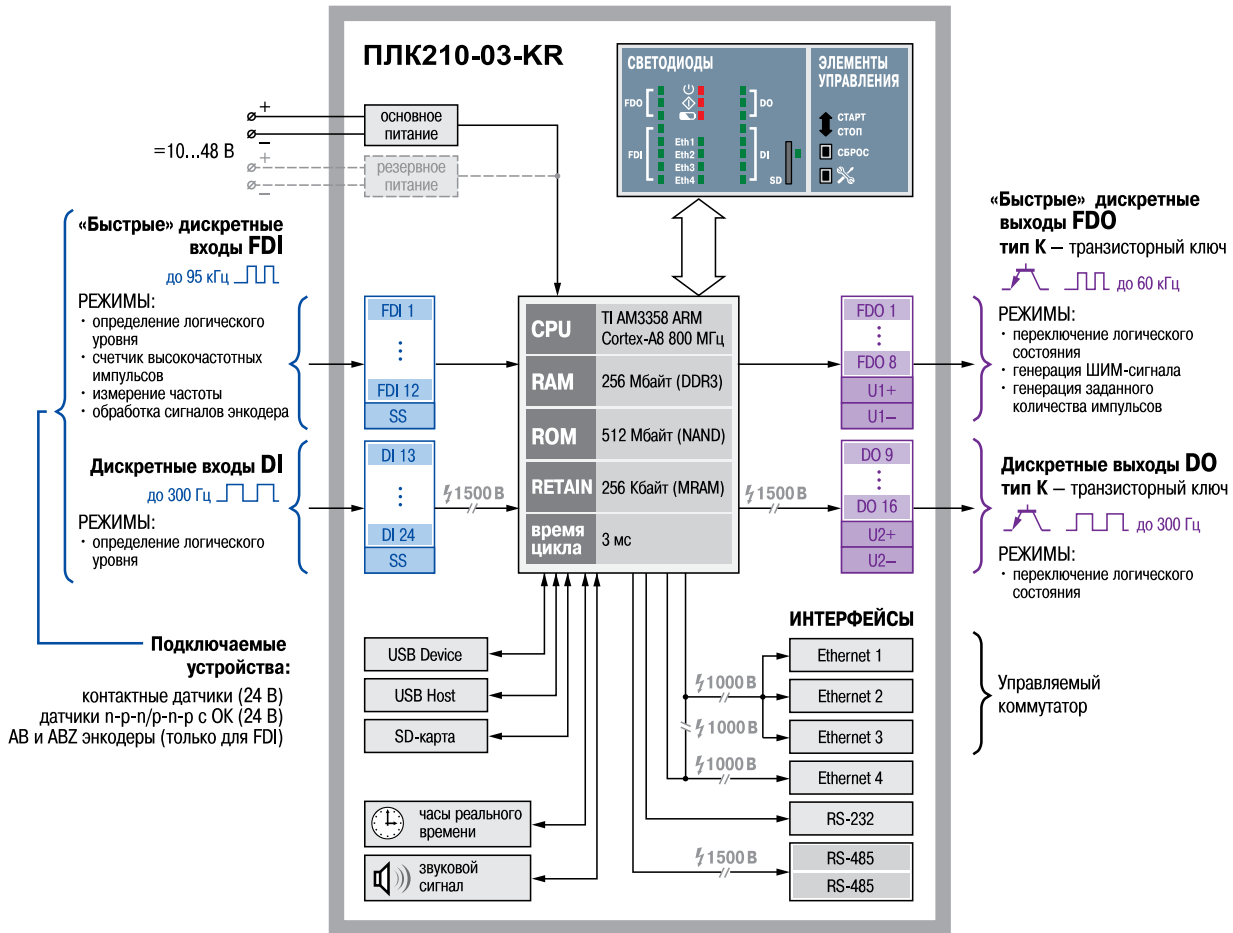 ПЛК210-03-KR
СВЕТОДИОДЫ
FDO
DO
FDI
Eth1
Eth2
Eth3
Eth4
DI
SD
ЭЛЕМЕНТЫ
УПРАВЛЕНИЯ
СТАРТ
СТОП
СБРОС
=10...48 В
+
−
основное
питание
+
−
резервное
питание
«Быстрые» дискретные
входы FDI
до 95 кГц
РЕЖИМЫ:
· определение логического
уровня
· счетчик высокочастотных
импульсов
· измерение частоты
· обработка сигналов энкодера
Дискретные входы DI
до 300 Гц
РЕЖИМЫ:
· определение логического
уровня
Подключаемые
устройства:
контактные датчики (24 В)
датчики n-p-n/p-n-p с ОК (24 В)
AB и ABZ энкодеры (только для FDI)
FDI 1
⋮
FDI 12
SS
DI 13
⋮
DI 24
SS
1500 В
CPU TI AM3358 ARM
Cortex-A8 800 МГц
RAM 256 Мбайт (DDR3)
ROM 512 Мбайт (NAND)
RETAIN 256 Кбайт (MRAM)
время
цикла 3 мс
1500 В
FDO 1
⋮
FDO 8
U1+
U1−
DO 9
⋮
DO 16
U2+
U2−
«Быстрые» дискретные
выходы FDO
тип К — транзисторный ключ
до 60 кГц
РЕЖИМЫ:
· переключение логического
состояния
· генерация ШИМ-сигнала
· генерация заданного
количества импульсов
Дискретные выходы DO
тип К — транзисторный ключ
до 300 Гц
РЕЖИМЫ:
· переключение логического
состояния
USB Device
USB Host
SD-карта
часы реального
времени
звуковой
сигнал
ИНТЕРФЕЙСЫ
Ethernet 1
1000 В
Ethernet 2
1000 В
Ethernet 3
1000 В
Ethernet 4
RS-232
1500 В
RS-485
RS-485
Управляемый
коммутатор